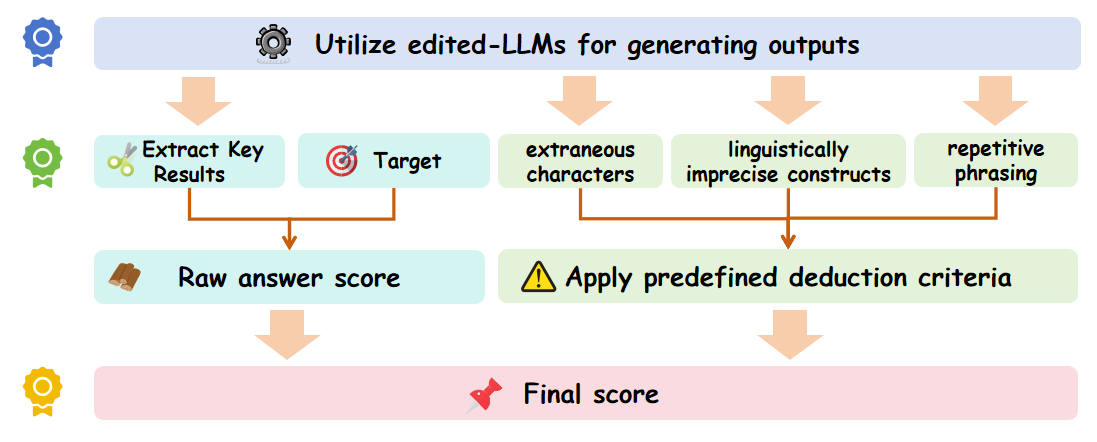 Utilize edited-LLMs for generating outputs
Extract Key
Results
Target
extraneous
characters
linguistically
imprecise constructs
repetitive
phrasing
Raw answer score
Apply predefined deduction criteria
Final score